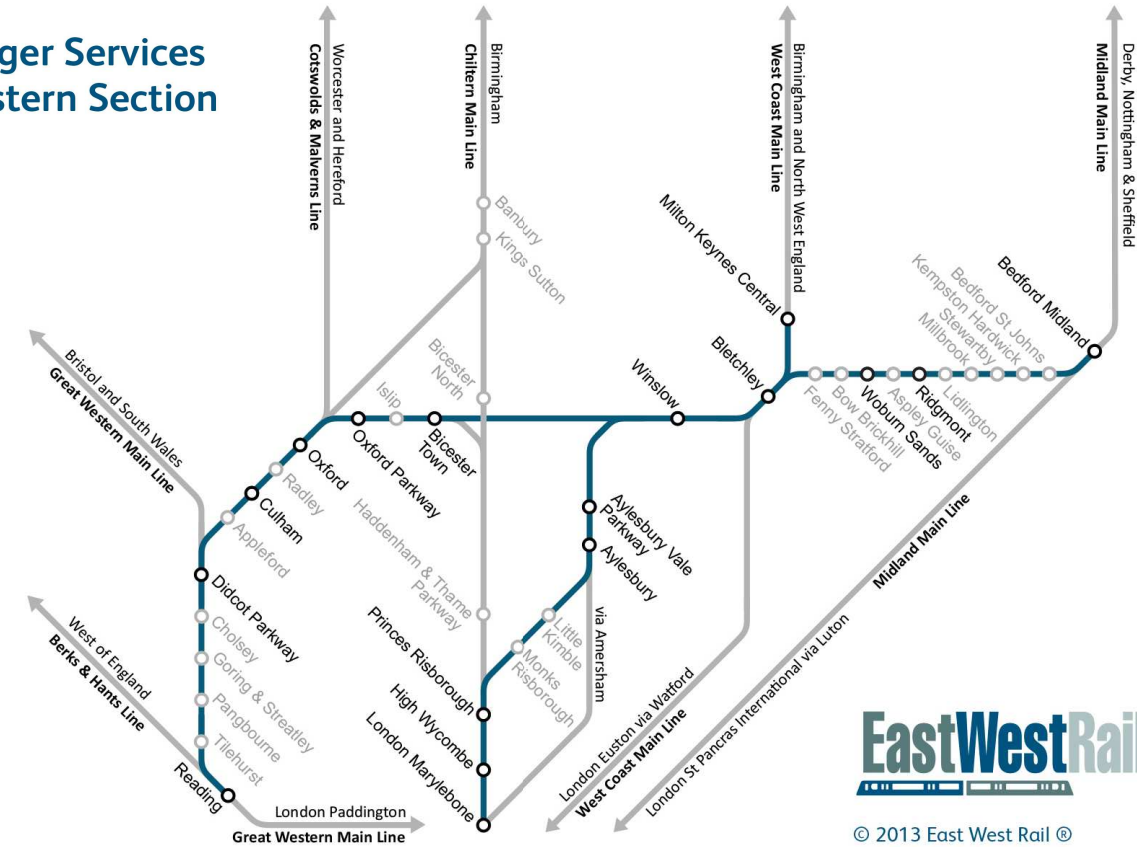 ger Services
stern Section
Worcester and Hereford
Cotswolds & Malverns Line
Birmingham
Chiltern Main Line
Birmingham and North West England
West Coast Main Line
Derby, Nottingham & Sheffield
Midland Main Line
Banbury
Kings Sutton
Milton Keynes Central
Bletchley
Winslow
Bedford Midland
Bedford St Johns
Kempston Hardwick
Stewartby
Millbrook
Lidlington
Ridgmont
Aspley Guise
Woburn Sands
Bow Brickhill
Fenny Stratford
Bicester
North
Islip
Bicester
Town
Oxford Parkway
Oxford
Radley
Culham
Appleford
Bristol and South Wales
Great Western Main Line
Didcot Parkway
Cholsey
Goring & Streatley
Pangbourne
Tilehurst
Reading
West of England
Berks & Hants Line
London Paddington
Great Western Main Line
Haddenham & Thame
Parkway
Aylesbury Vale
Parkway
Aylesbury
Little
Kimble
Monks
Risborough
Princes Risborough
High Wycombe
London Marylebone
via Amersham
London Euston via Watford
West Coast Main Line
Midland Main Line
London St Pancras International via Luton
EastWestRail
© 2013 East West Rail ®